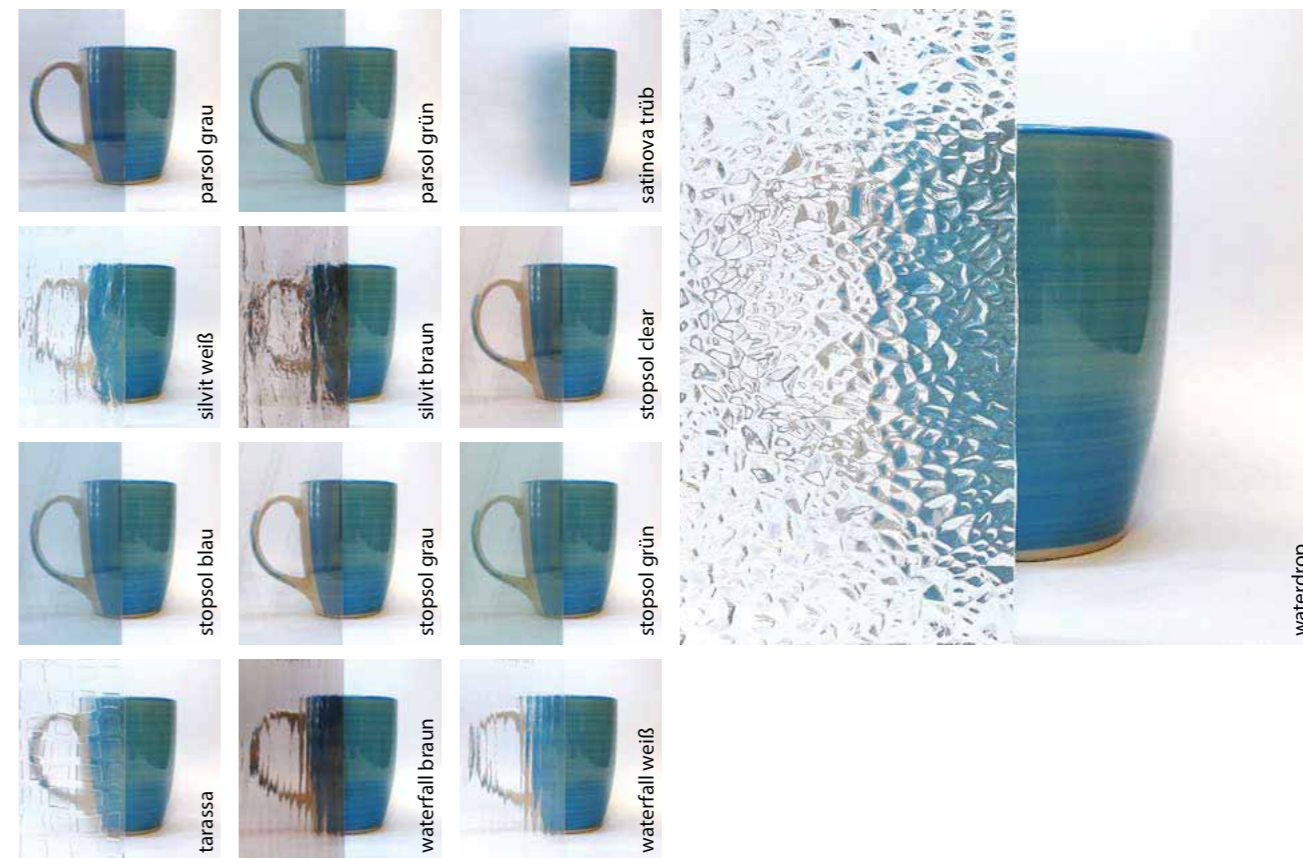 parsol grau
parsol grün
satinova trüb
silvit weiß
silvit braun
stopsol clear
stopsol blau
stopsol grau
stopsol grün
tarassa
waterfall braun
waterfall weiß
waterdrop